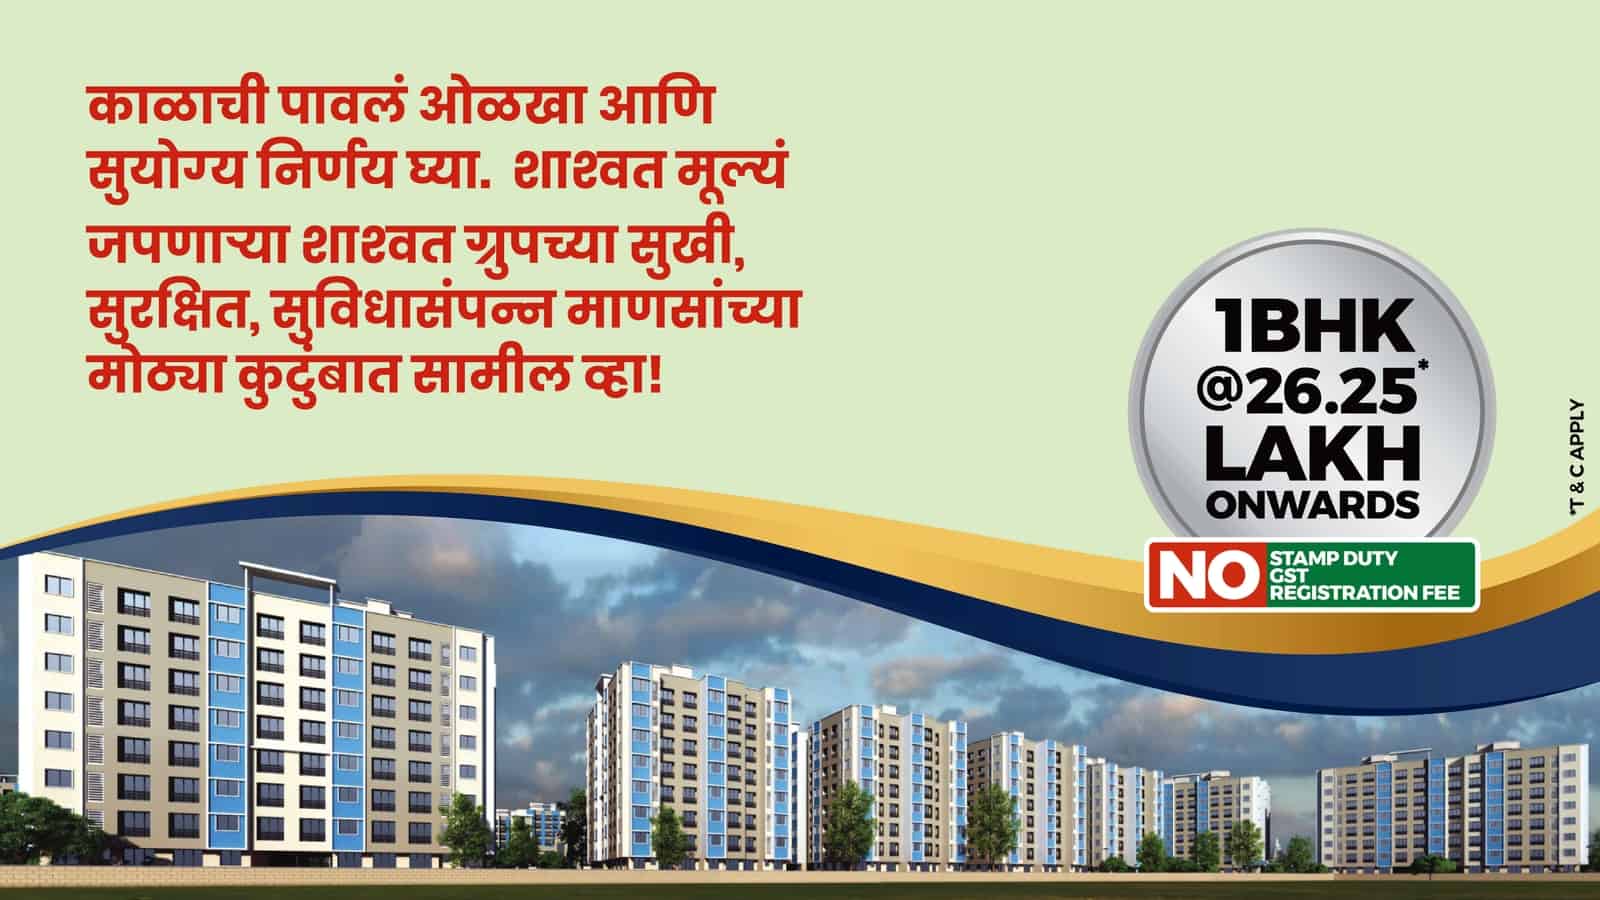 काळाची पावलं ओळखा आणि
सुयोग्य निर्णय घ्या. शाश्वत मूल्यं
जपणाऱ्या शाश्वत ग्रुपच्या सुखी,
सुरक्षित, सुविधासंपन्न माणसांच्या
मोठ्या कुटुंबात सामील व्हा!
1BHK
@26.25*
LAKH
ONWARDS
NO
STAMP DUTY
GST
REGISTRATION FEE
*T & C APPLY